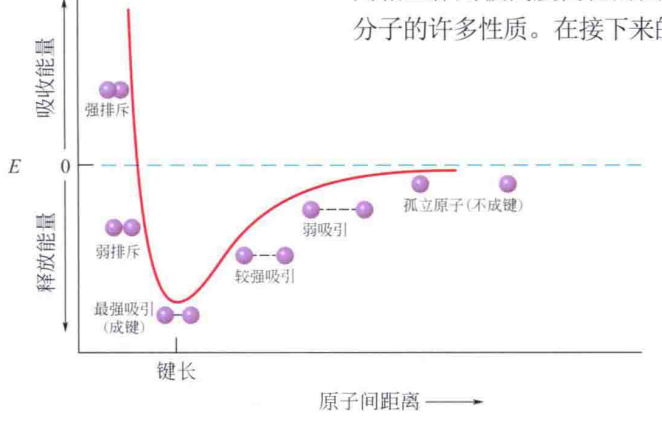 分子的许多性质。在接下来的
吸收能量
强排斥
E
0
孤立原子(不成键)
弱吸引
释放能量
弱排斥
较强吸引
最强吸引
(成键)
键长
原子间距离